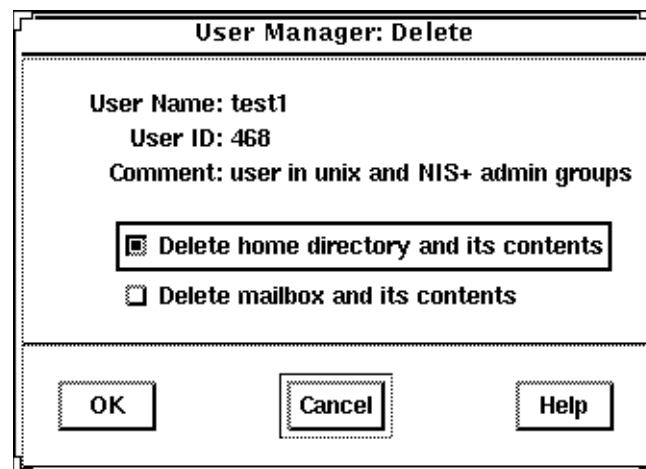 User Manager: Delete
User Name: test1
User ID: 468
Comment: user in unix and NIS+ admin groups
Delete home directory and its contents
Delete mailbox and its contents
OK Cancel Help